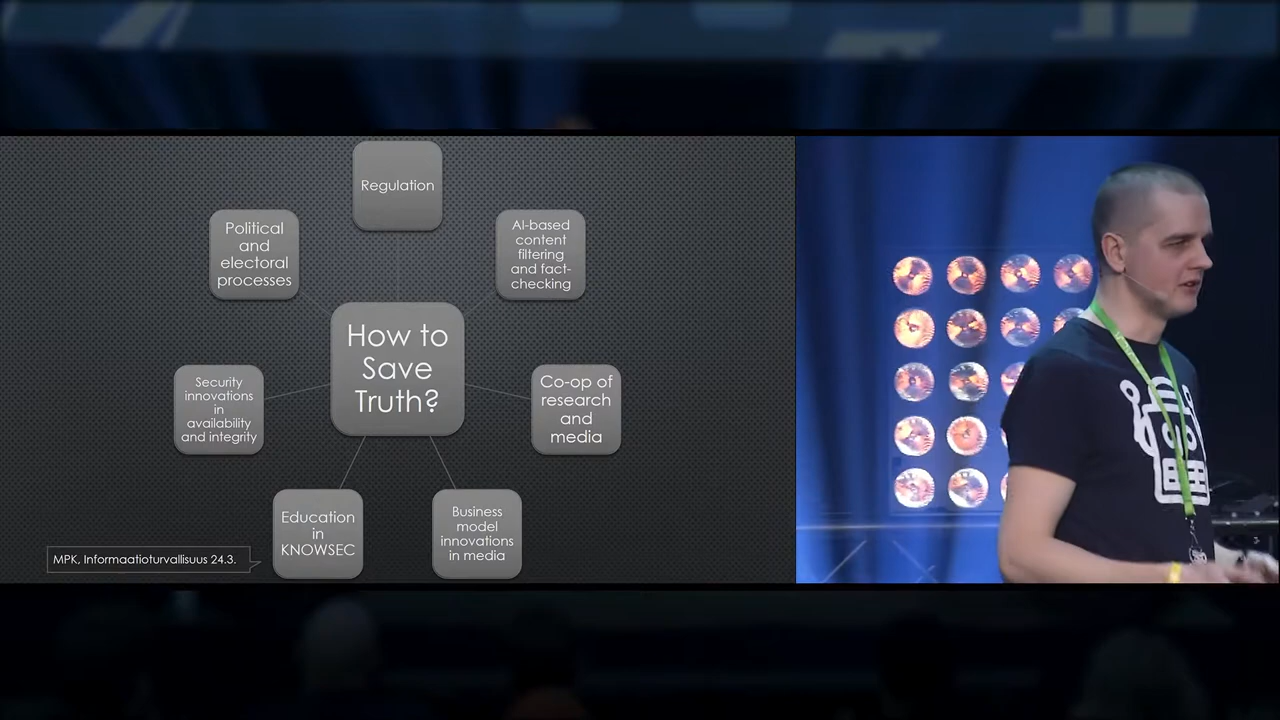 Regulation
Political
and
electoral
processes
AI-based
content
filtering
and fact-
checking
How to
Save
Truth?
Security
innovations
in
availability
and integrity
Co-op of
research
and
media
Education
in
KNOWSEC
Business
model
innovations
in media
MPK, Informaatioturvallisuus 24.3.